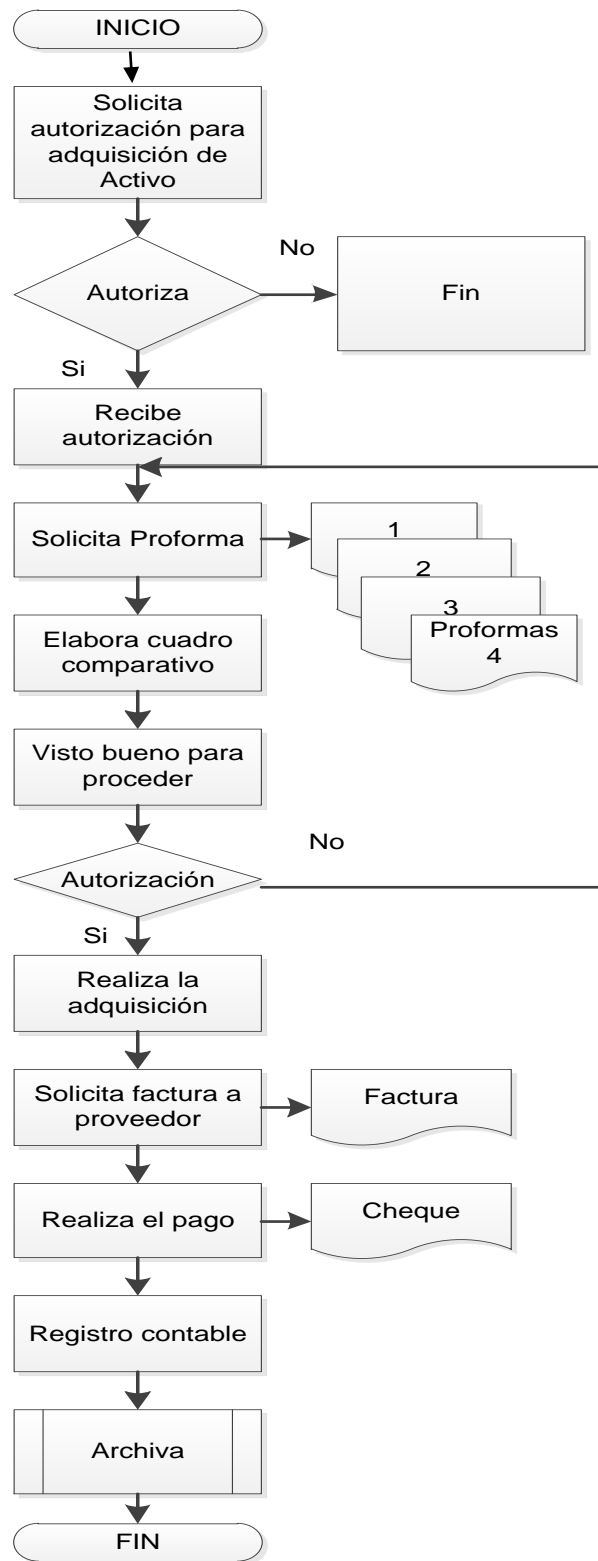 INICIO
Solicita
autorización para
adquisición de
Activo
No
Autoriza
Fin
Si
Recibe
autorización
Solicita Proforma
1
2
3
Proformas
4
Elabora cuadro
comparativo
Visto bueno para
proceder
No
Autorización
Si
Realiza la
adquisición
Solicita factura a
proveedor
Factura
Realiza el pago
Cheque
Registro contable
Archiva
FIN